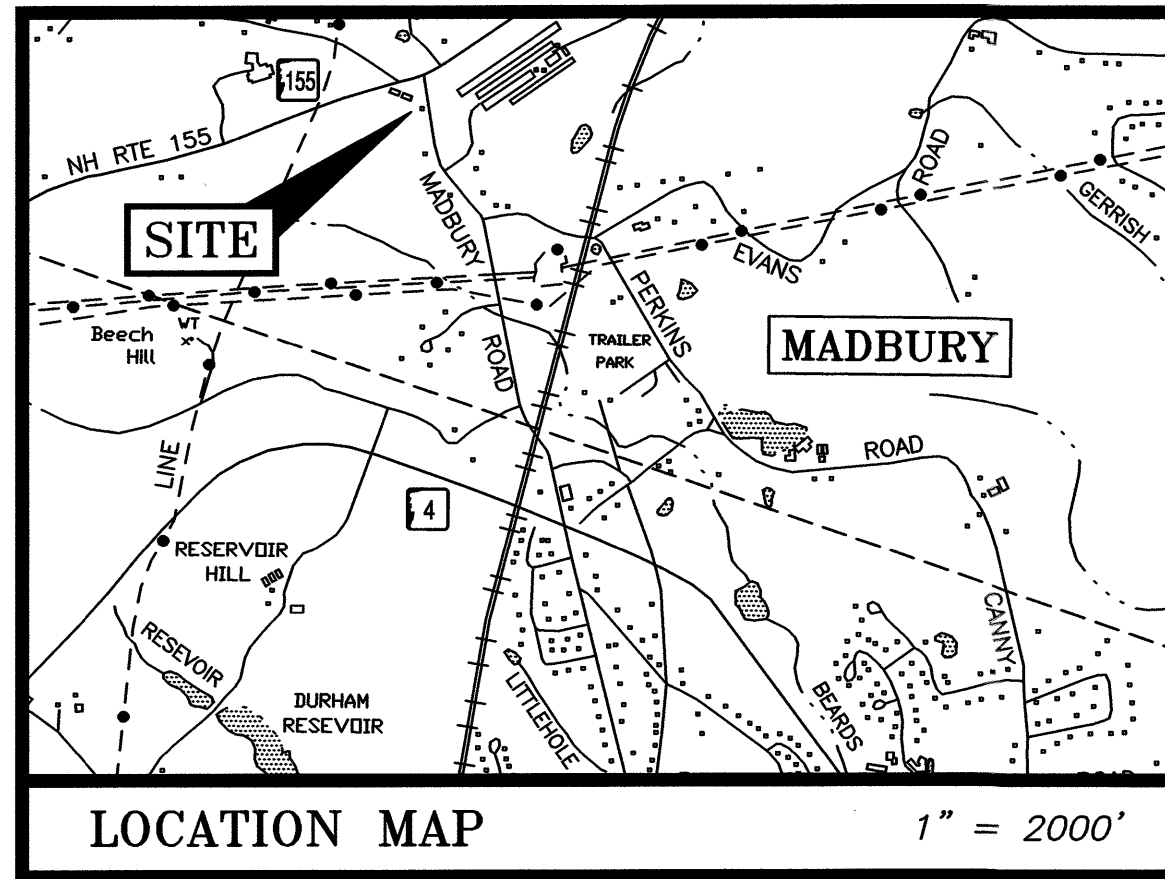 155
NH RTE 155
SITE
MADBURY
ROAD
ROAD
GERRISH
EVANS
PERKINS
Beech
Hill
WT
TRAILER
PARK
MADBURY
ROAD
LINE
4
RESERVOIR
HILL
CANNY
RESEVOIR
DURHAM
RESEVOIR
LITTLEHOLE
BEARDS
LOCATION MAP
1" = 2000'